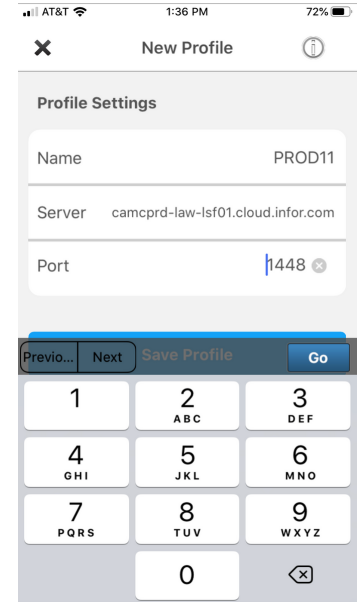 AT&T 1:36 PM 72%
New Profile
Profile Settings
Name PROD11
Server camcprd-law-lsf01.cloud.infor.com
Port 1448
Previo... Next Save Profile Go
1 2 3
ABC DEF
4 5 6
GHI JKL MNO
7 8 9
PQRS TUV WXYZ
0